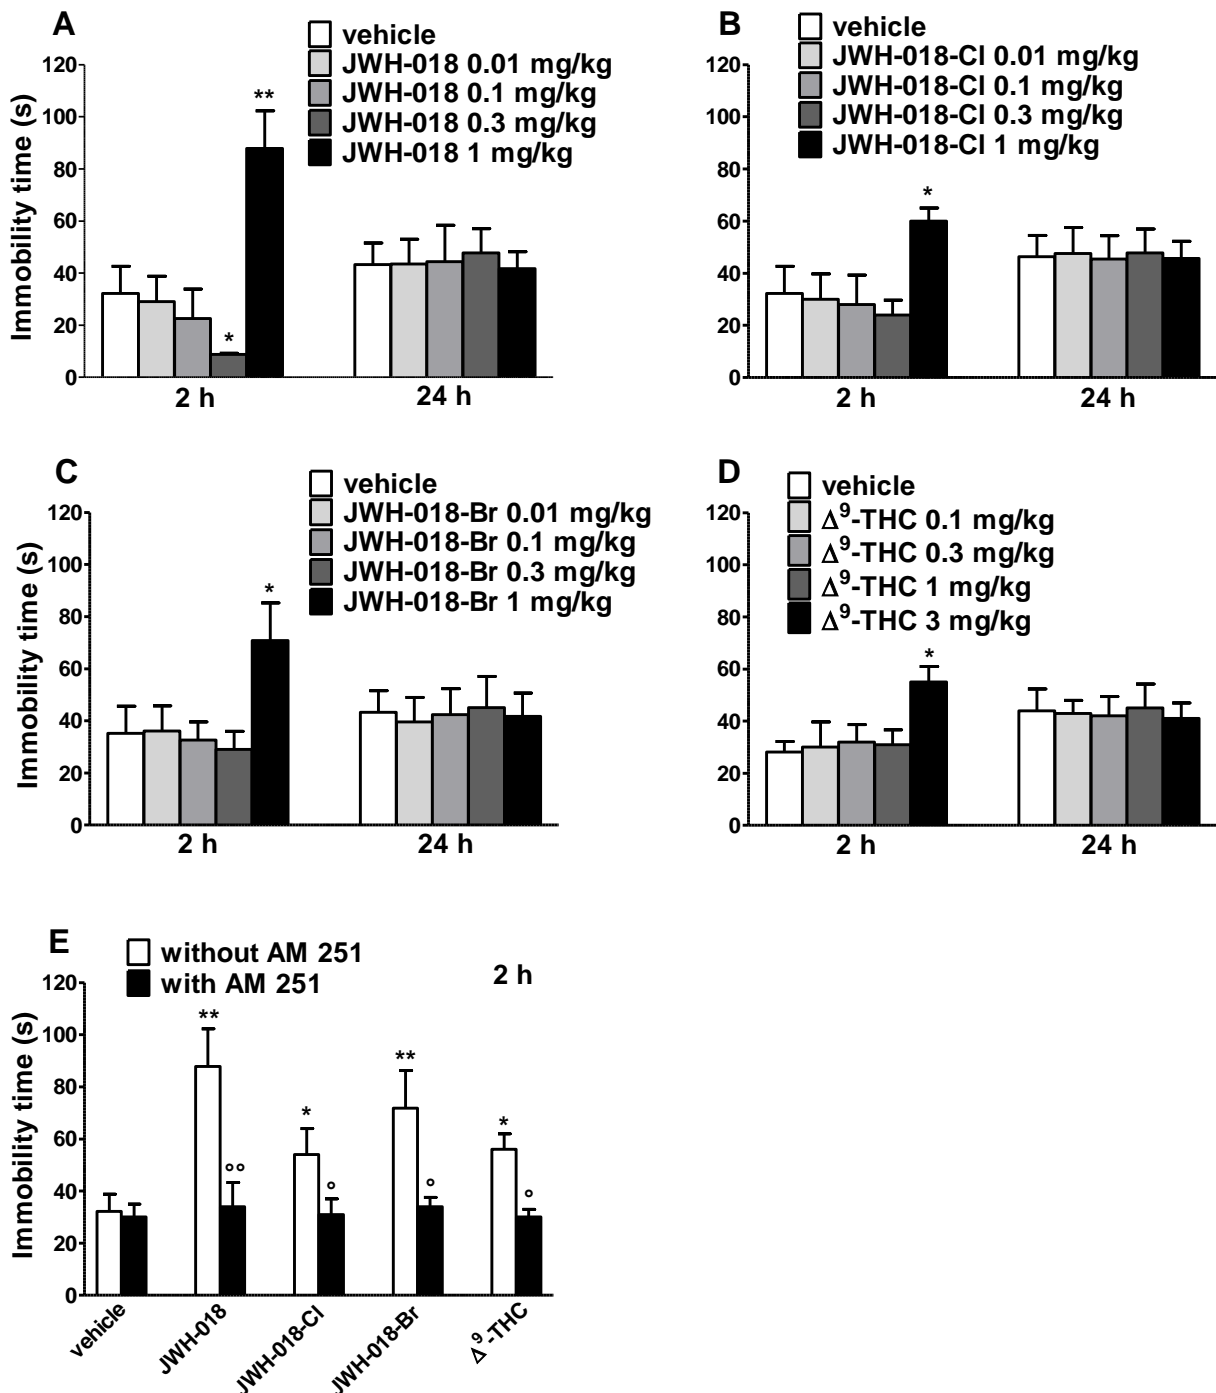 A
vehicle
JWH-018 0.01 mg/kg
JWH-018 0.1 mg/kg
JWH-018 0.3 mg/kg
JWH-018 1 mg/kg
Immobility time (s)
120
100
80
60
40
20
0
**
*
2 h
24 h
B
vehicle
JWH-018-Cl 0.01 mg/kg
JWH-018-Cl 0.1 mg/kg
JWH-018-Cl 0.3 mg/kg
JWH-018-Cl 1 mg/kg
120
100
80
60
40
20
0
*
2 h
24 h
C
vehicle
JWH-018-Br 0.01 mg/kg
JWH-018-Br 0.1 mg/kg
JWH-018-Br 0.3 mg/kg
JWH-018-Br 1 mg/kg
Immobility time (s)
120
100
80
60
40
20
0
*
2 h
24 h
D
vehicle
Δ⁹-THC 0.1 mg/kg
Δ⁹-THC 0.3 mg/kg
Δ⁹-THC 1 mg/kg
Δ⁹-THC 3 mg/kg
120
100
80
60
40
20
0
*
2 h
24 h
E
without AM 251
with AM 251
2 h
Immobility time (s)
120
100
80
60
40
20
0
**
°°
*
°
**
°
*
°
vehicle
JWH-018
JWH-018-Cl
JWH-018-Br
Δ⁹-THC